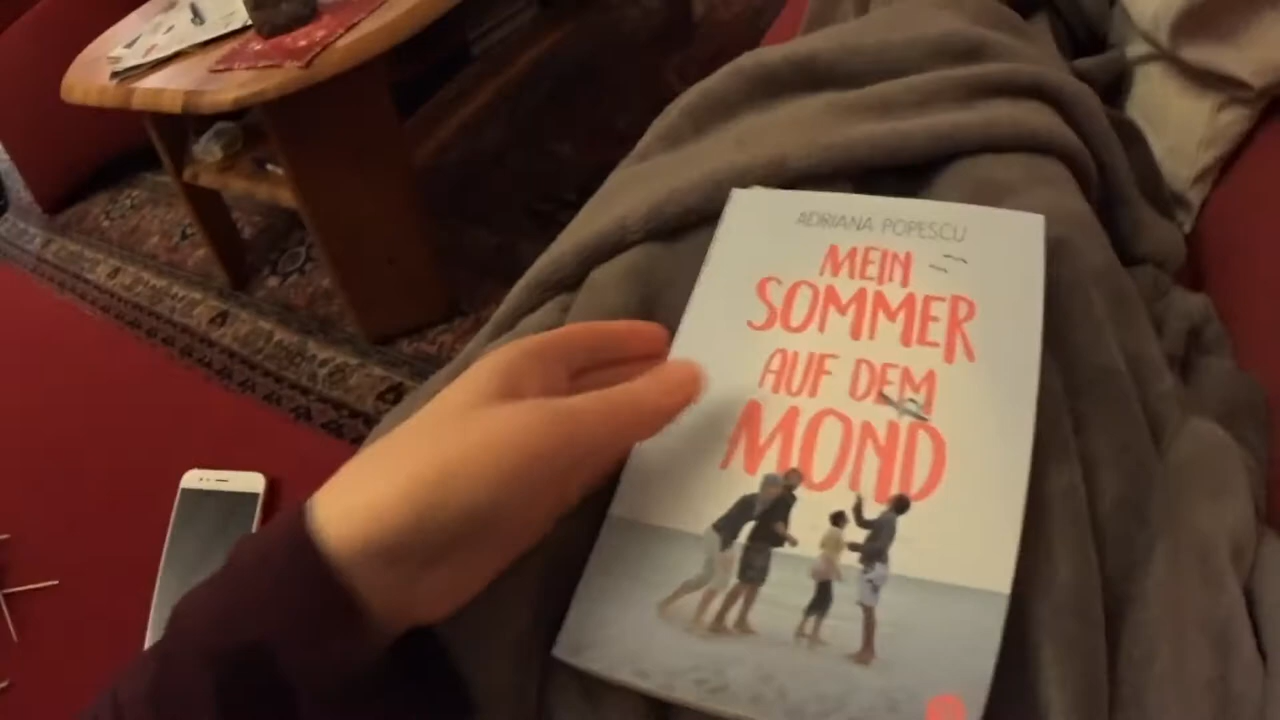 ADRIANA POPESCU
MEIN
SOMMER
AUF DEM
MOND